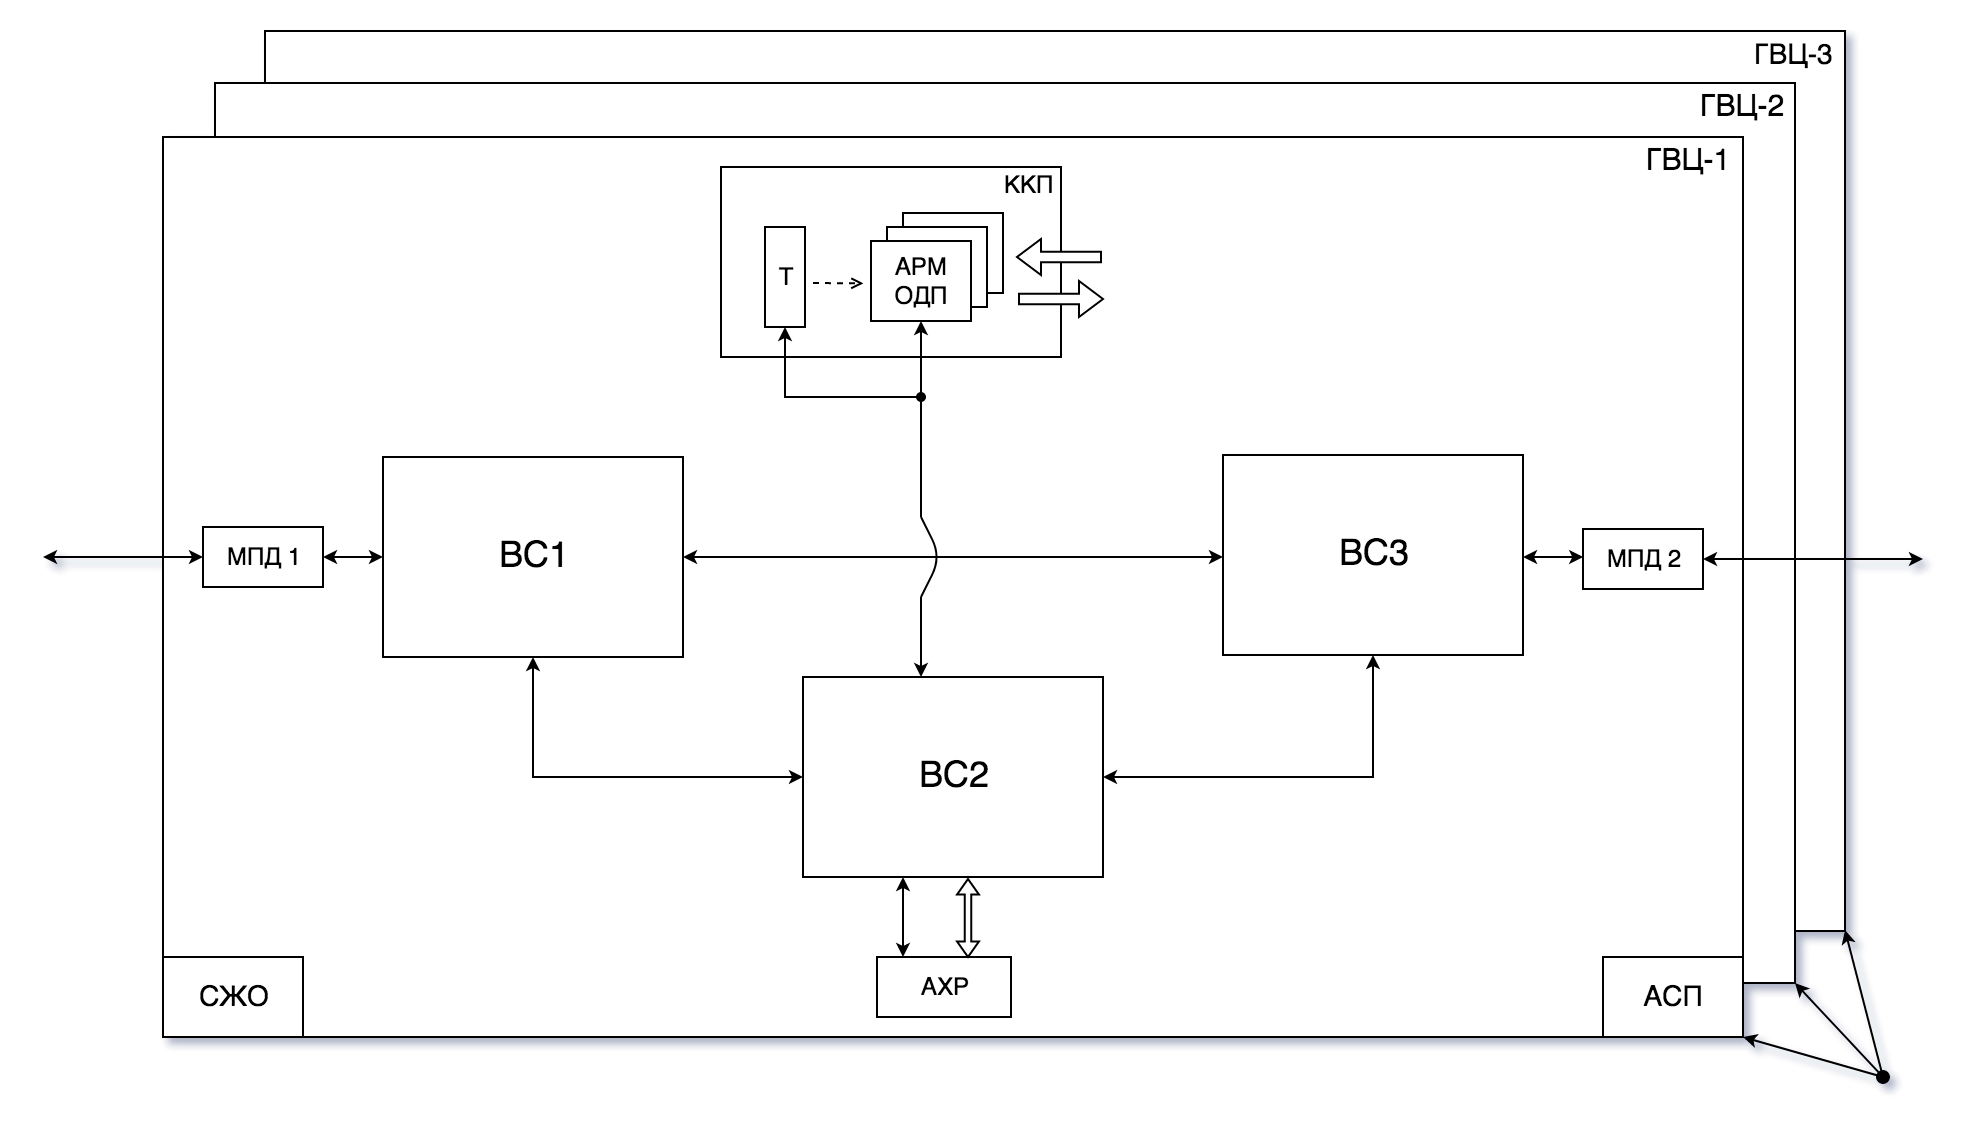 ГВЦ-3
ГВЦ-2
ГВЦ-1
ККП
Т
АРМ
ОДП
МПД 1
ВС1
ВС3
МПД 2
ВС2
АХР
СЖО
АСП